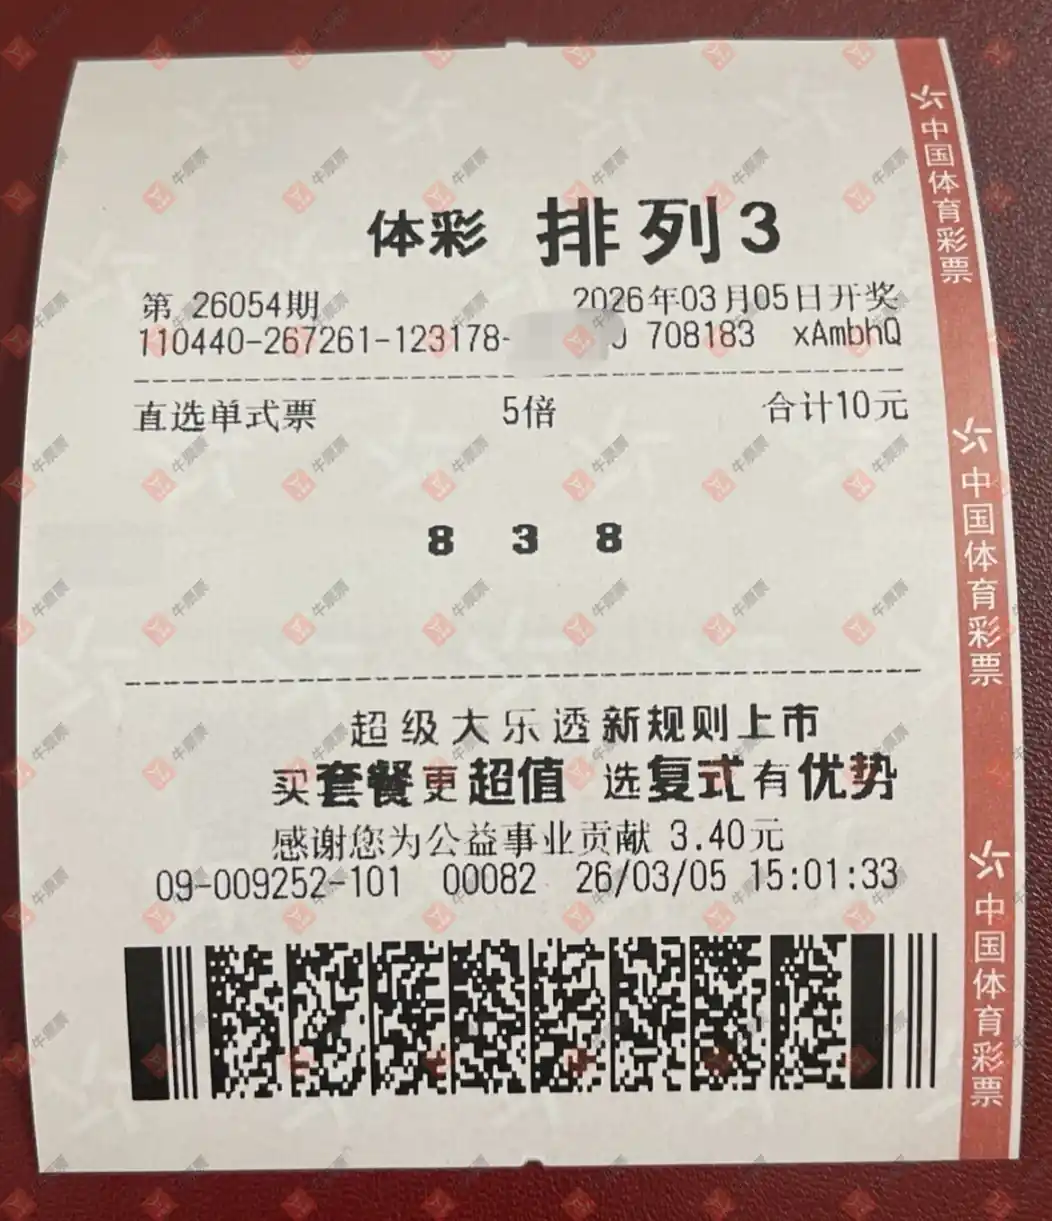 体彩 排列3
第 26054期 2026年03月05日开奖
110440-267261-123178- 708183 xAmbhQ
直选单式票 5倍 合计10元
8 3 8
超级大乐透新规则上市
买套餐更超值 选复式有优势
感谢您为公益事业贡献 3.40元
09-009252-101 00082 26/03/05 15:01:33
中国体育彩票
中国体育彩票
中国体育彩票
牛票票